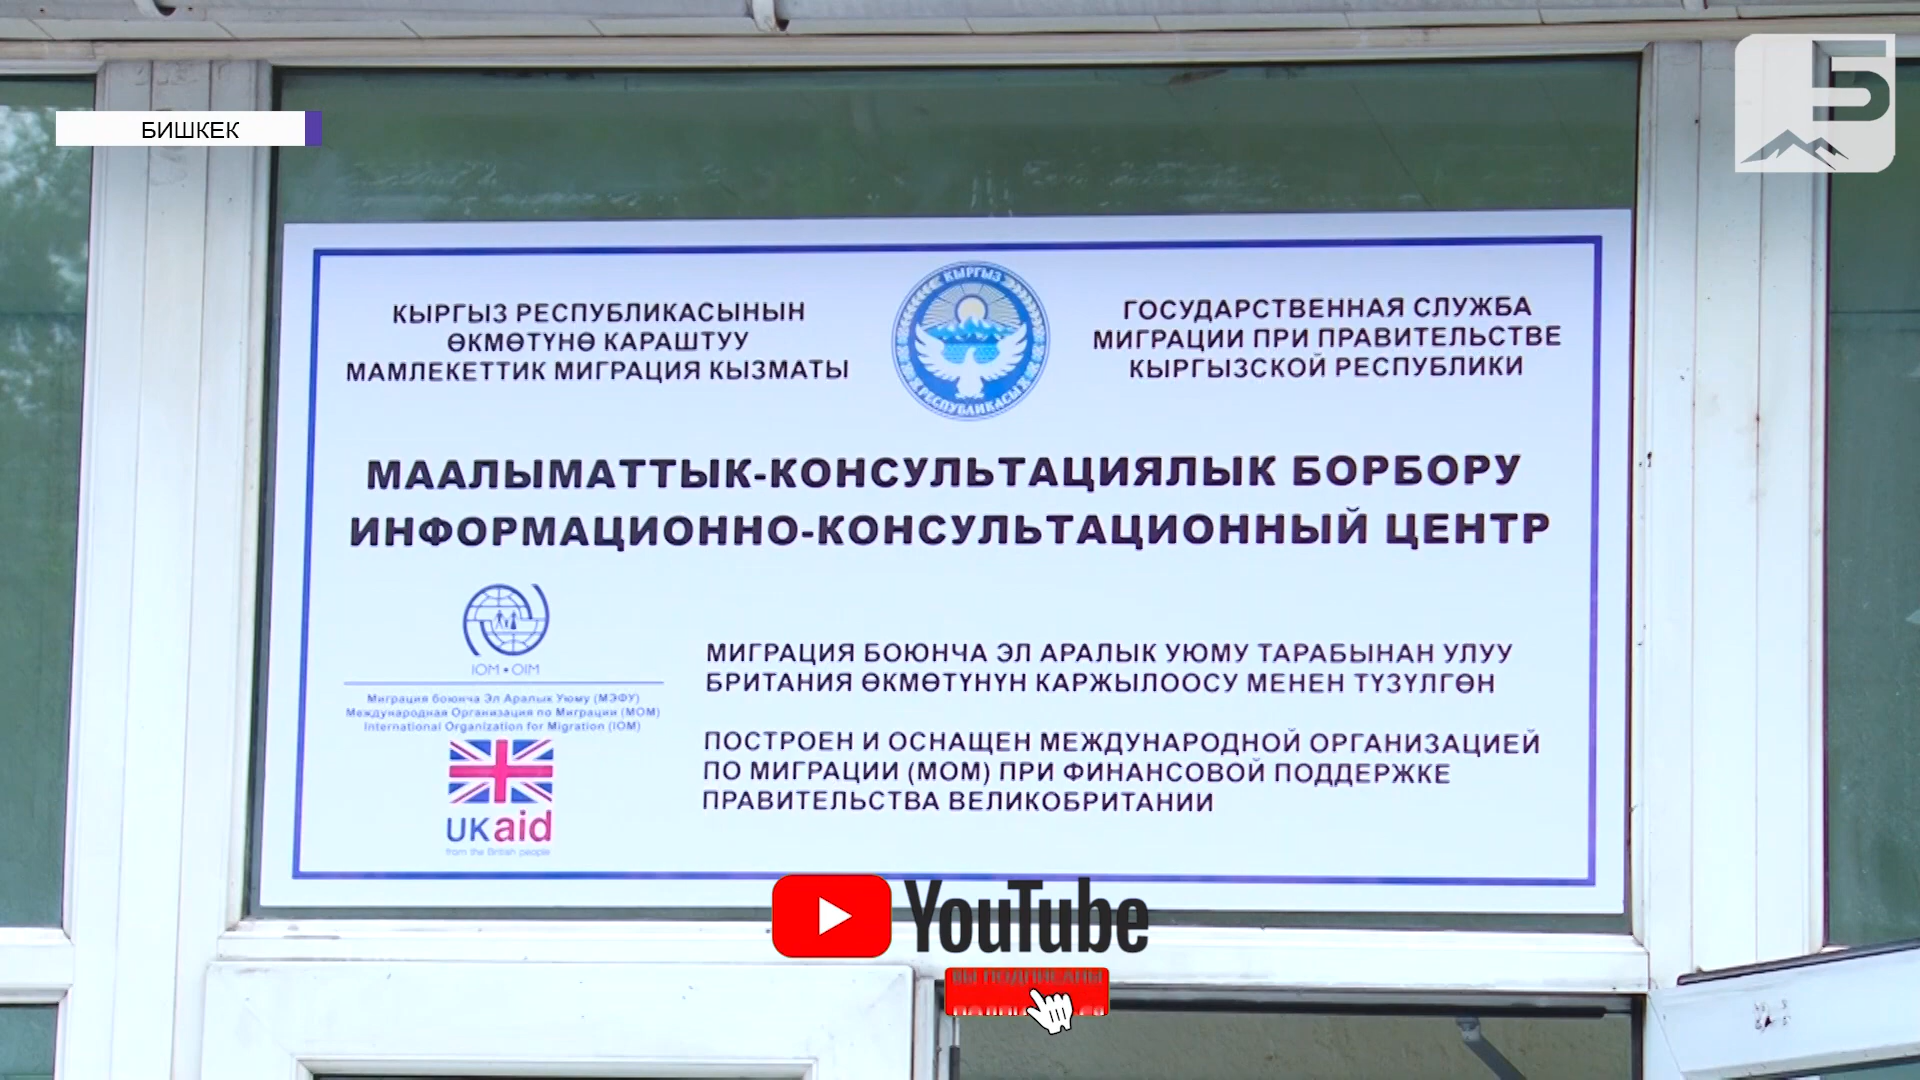 БИШКЕК
5
КЫРГЫЗ РЕСПУБЛИКАСЫНЫН
ӨКМӨТҮНӨ КАРАШТУУ
МАМЛЕКЕТТИК МИГРАЦИЯ КЫЗМАТЫ
КЫРГЫЗ
РЕСПУБЛИКАСЫ
ГОСУДАРСТВЕННАЯ СЛУЖБА
МИГРАЦИИ ПРИ ПРАВИТЕЛЬСТВЕ
КЫРГЫЗСКОЙ РЕСПУБЛИКИ
МААЛЫМАТТЫК-КОНСУЛЬТАЦИЯЛЫК БОРБОРУ
ИНФОРМАЦИОННО-КОНСУЛЬТАЦИОННЫЙ ЦЕНТР
IOM • OIM
Миграция боюнча Эл Аралык Уюму (МЭФУ)
Международная Организация по Миграции (МОМ)
International Organization for Migration (IOM)
UKaid
from the British people
МИГРАЦИЯ БОЮНЧА ЭЛ АРАЛЫК УЮМУ ТАРАБЫНАН УЛУУ
БРИТАНИЯ ӨКМӨТҮНҮН КАРЖЫЛООСУ МЕНЕН ТҮЗҮЛГӨН
ПОСТРОЕН И ОСНАЩЕН МЕЖДУНАРОДНОЙ ОРГАНИЗАЦИЕЙ
ПО МИГРАЦИИ (МОМ) ПРИ ФИНАНСОВОЙ ПОДДЕРЖКЕ
ПРАВИТЕЛЬСТВА ВЕЛИКОБРИТАНИИ
YouTube
ВЫ ПОДПИСАНЫ